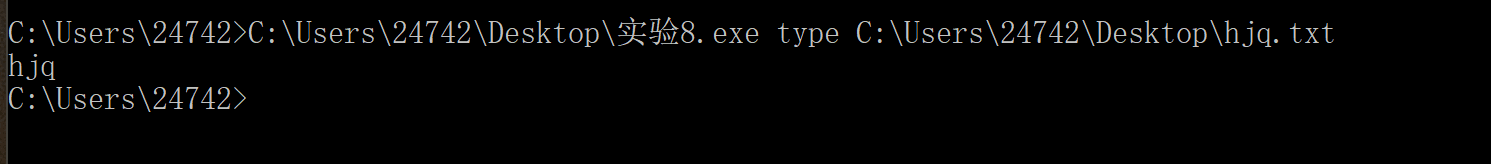 C:\Users\24742>C:\Users\24742\Desktop\实验8.exe type C:\Users\24742\Desktop\hjq.txt
hjq
C:\Users\24742>